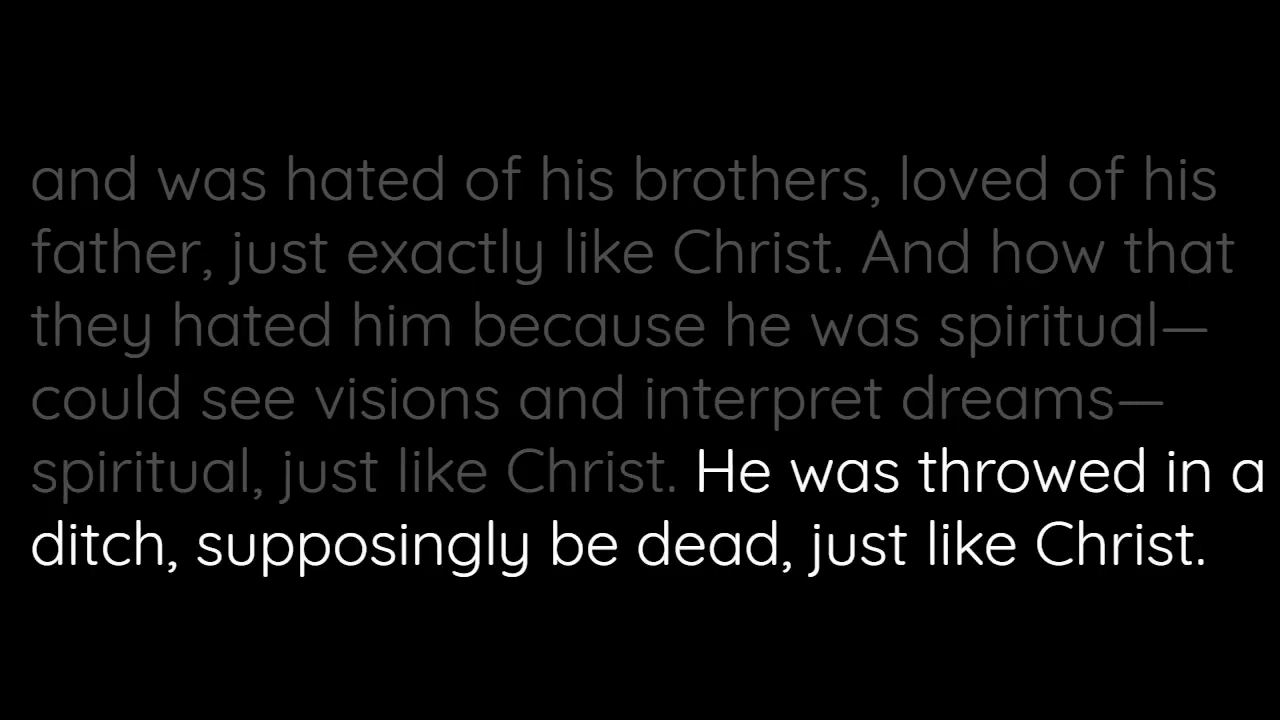 and was hated of his brothers, loved of his
father, just exactly like Christ. And how that
they hated him because he was spiritual—
could see visions and interpret dreams—
spiritual, just like Christ. He was throwed in a
ditch, supposingly be dead, just like Christ.